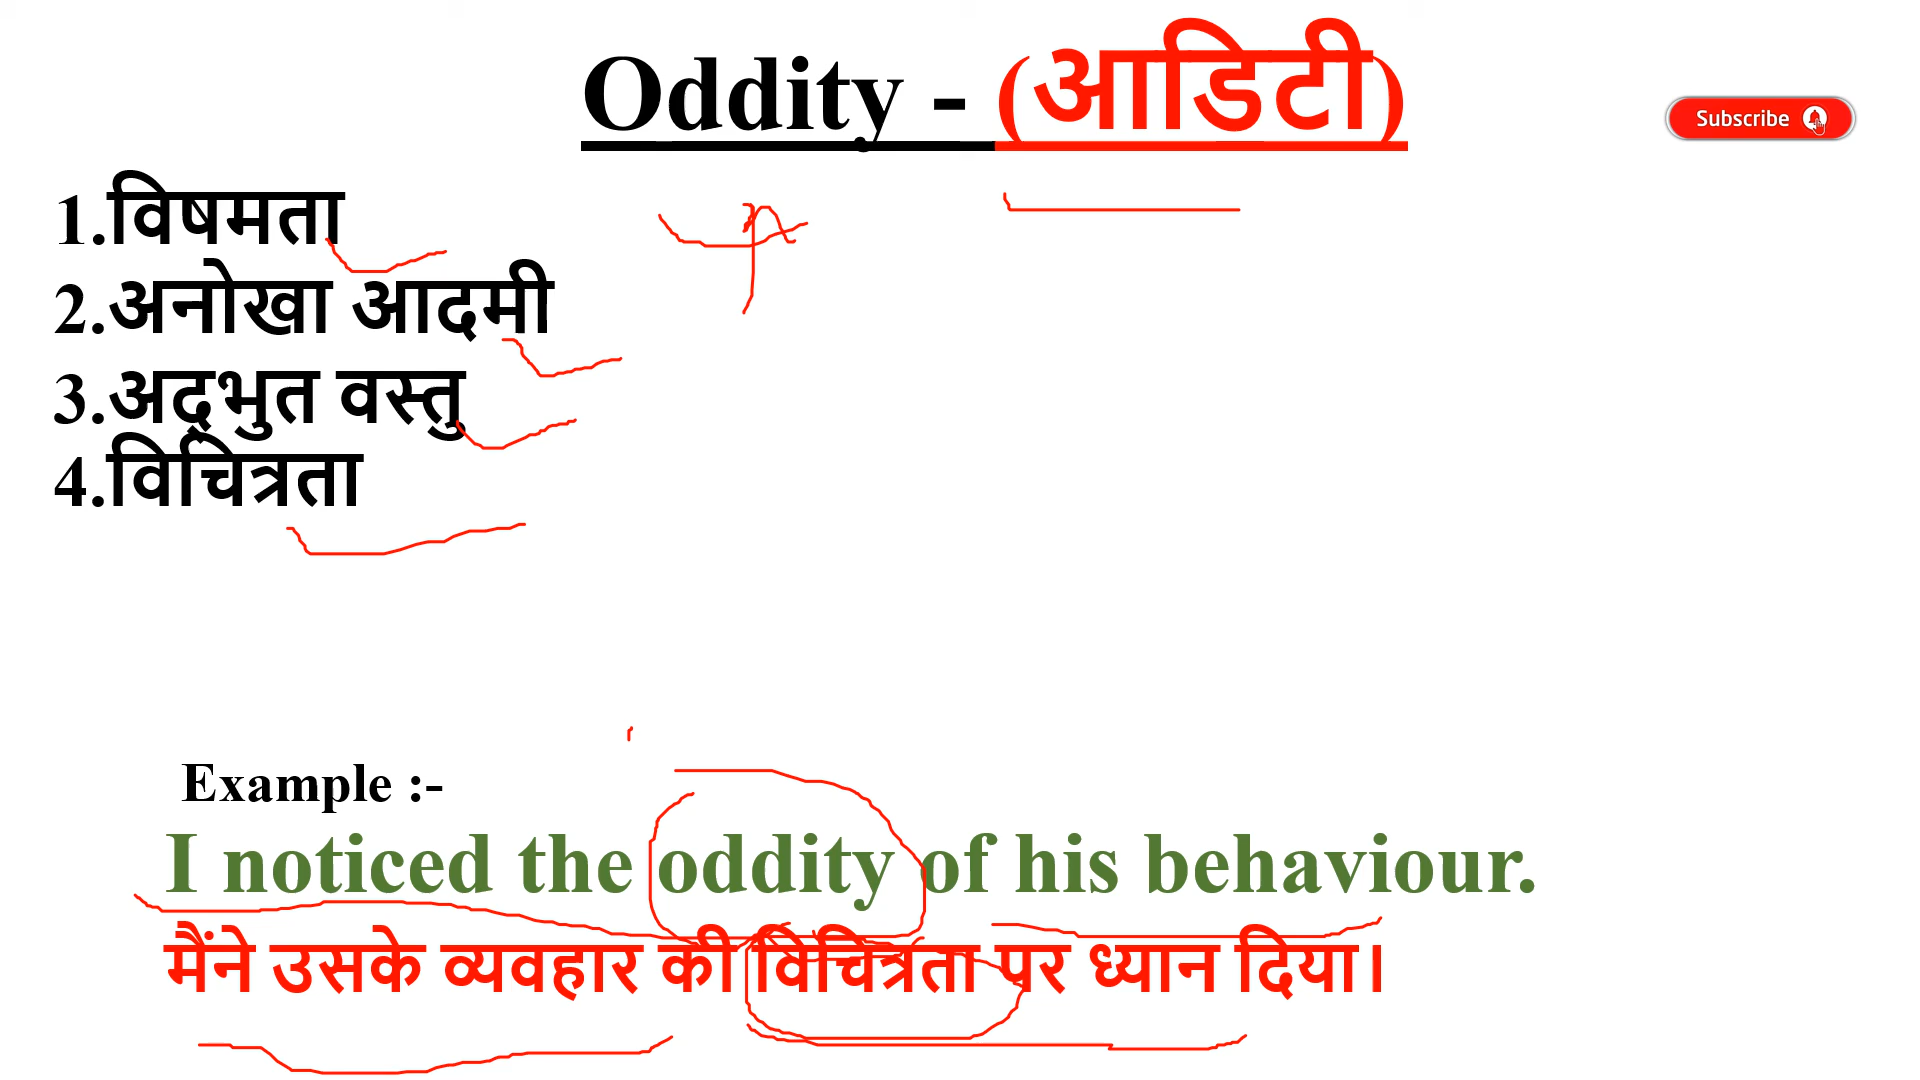 Oddity - (आडिटी)
Subscribe
1.विषमता
2.अनोखा आदमी
3.अद्भुत वस्तु
4.विचित्रता
Example :-
I noticed the oddity of his behaviour.
मैंने उसके व्यवहार की विचित्रता पर ध्यान दिया।